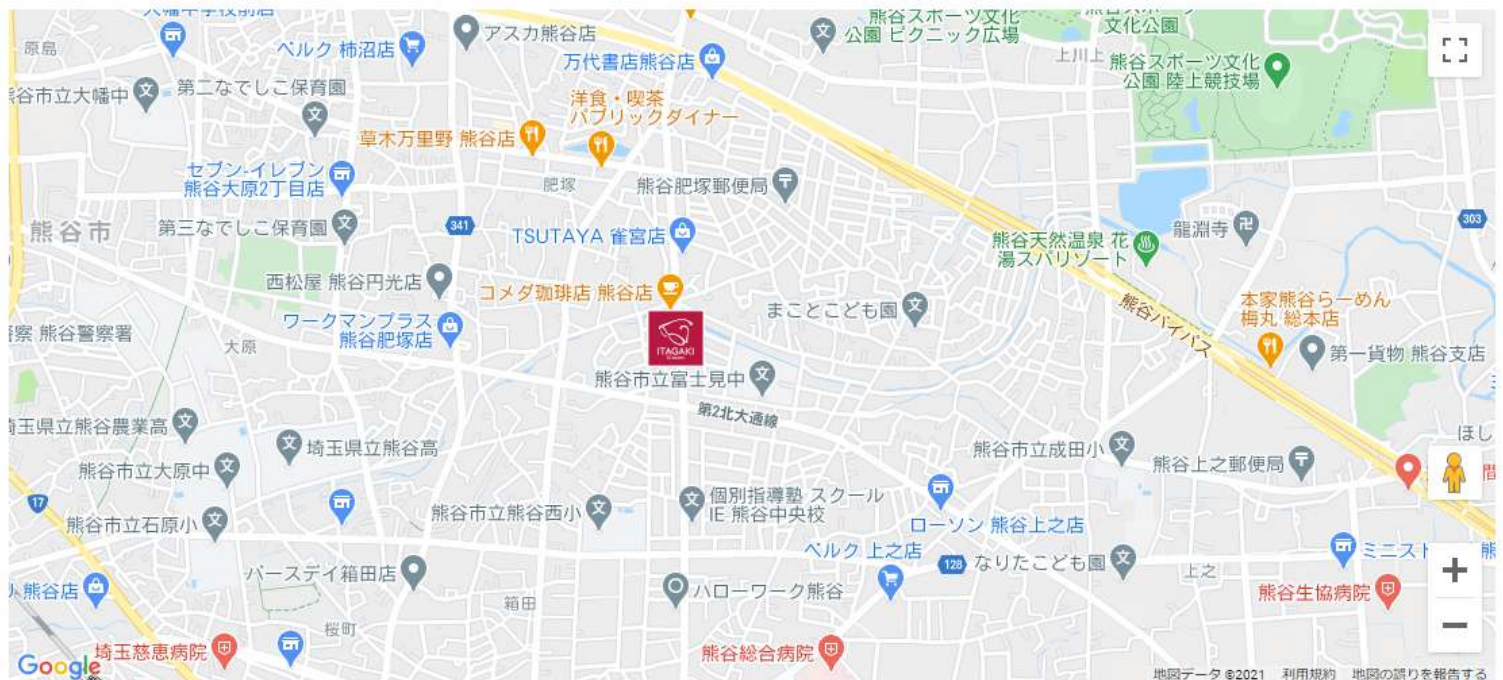 原島
ベルク 柿沼店
アスカ熊谷店
熊谷スポーツ文化
公園 ピクニック広場
文化公園
上川上
万代書店熊谷店
熊谷スポーツ文化
公園 陸上競技場
谷市立大幡中
第二なでしこ保育園
洋食・喫茶
パブリックダイナー
草木万里野 熊谷店
セブン-イレブン
熊谷大原2丁目店
肥塚
熊谷肥塚郵便局
熊谷市
第三なでしこ保育園
341
TSUTAYA 雀宮店
熊谷天然温泉 花
湯スパリゾート
龍淵寺
303
西松屋 熊谷円光店
コメダ珈琲店 熊谷店
まことこども園
熊谷バイパス
本家熊谷らーめん
梅丸 総本店
ワークマンプラス
熊谷肥塚店
ITAGAKI
熊谷警察署
大原
第一貨物 熊谷支店
熊谷市立富士見中
第2北大通線
埼玉県立熊谷農業高
埼玉県立熊谷高
熊谷市立成田小
ほし
熊谷市立大原中
熊谷上之郵便局
17
熊谷市立石原小
熊谷市立熊谷西小
個別指導塾 スクール
IE 熊谷中央校
ローソン 熊谷上之店
ベルク 上之店
128
なりたこども園
上之
ミニスト
熊谷店
バースデイ箱田店
箱田
ハローワーク熊谷
熊谷生協病院
桜町
埼玉慈恵病院
熊谷総合病院
Google
地図データ ©2021
利用規約
地図の誤りを報告する